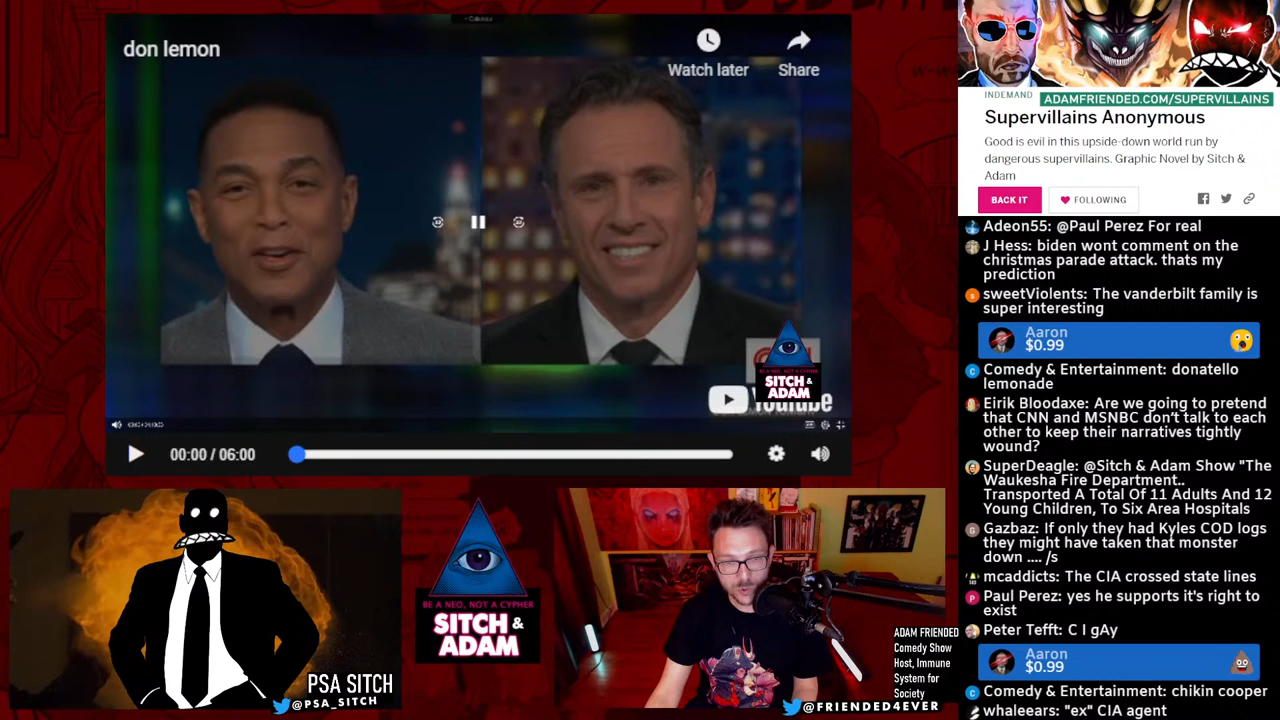 don lemon
Watch later
Share
BE A NEO, NOT A CYPHER
SITCH &
ADAM
00:00 / 06:00
INDEMAND
ADAMFRIENDED.COM/SUPERVILLAINS
Supervillains Anonymous
Good is evil in this upside-down world run by
dangerous supervillains. Graphic Novel by Sitch &
Adam
BACK IT
FOLLOWING
Adeon55: @Paul Perez For real
J Hess: biden wont comment on the
christmas parade attack. thats my
prediction
sweetViolents: The vanderbilt family is
super interesting
Aaron
$0.99
Comedy & Entertainment: donatello
lemonade
Eirik Bloodaxe: Are we going to pretend
that CNN and MSNBC don't talk to each
other to keep their narratives tightly
wound?
SuperDeagle: @Sitch & Adam Show "The
Waukesha Fire Department..
Transported A Total Of 11 Adults And 12
Young Children, To Six Area Hospitals
Gazbaz: If only they had Kyles COD logs
they might have taken that monster
down .... /s
mcaddicts: The CIA crossed state lines
Paul Perez: yes he supports it's right to
exist
Peter Tefft: C I gAy
Aaron
$0.99
Comedy & Entertainment: chikin cooper
whaleears: "ex" CIA agent
PSA SITCH
@PSA_SITCH
BE A NEO, NOT A CYPHER
SITCH &
ADAM
ADAM FRIENDED
Comedy Show
Host, Immune
System for
Society
@FRIENDED4EVER